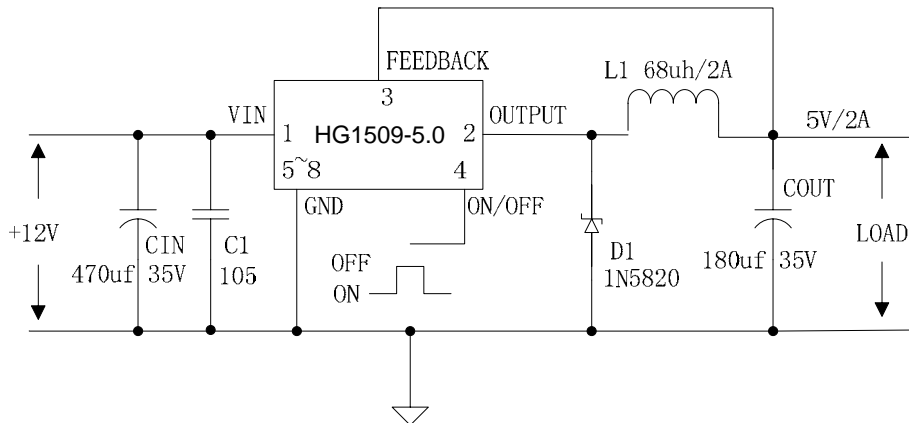 FEEDBACK
L1 68uh/2A
3
VIN
OUTPUT
5V/2A
1
HG1509-5.0
2
5~8
4
GND
ON/OFF
COUT
+12V
CIN
C1
OFF
D1
LOAD
470uf 35V
105
ON
1N5820
180uf 35V